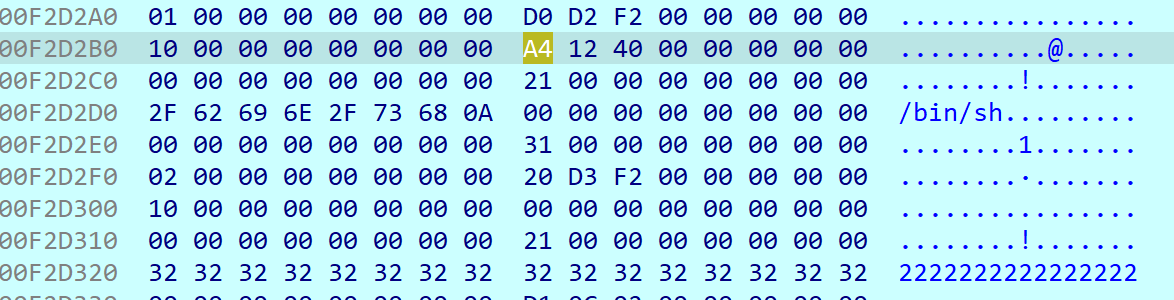 00F2D2A0 01 00 00 00 00 00 00 00 D0 D2 F2 00 00 00 00 00 ................
00F2D2B0 10 00 00 00 00 00 00 00 A4 12 40 00 00 00 00 00 ..........@.....
00F2D2C0 00 00 00 00 00 00 00 00 21 00 00 00 00 00 00 00 ........!.......
00F2D2D0 2F 62 69 6E 2F 73 68 0A 00 00 00 00 00 00 00 00 /bin/sh.........
00F2D2E0 00 00 00 00 00 00 00 00 31 00 00 00 00 00 00 00 ........1.......
00F2D2F0 02 00 00 00 00 00 00 00 20 D3 F2 00 00 00 00 00 ........·.......
00F2D300 10 00 00 00 00 00 00 00 00 00 00 00 00 00 00 00 ................
00F2D310 00 00 00 00 00 00 00 00 21 00 00 00 00 00 00 00 ........!.......
00F2D320 32 32 32 32 32 32 32 32 32 32 32 32 32 32 32 32 2222222222222222